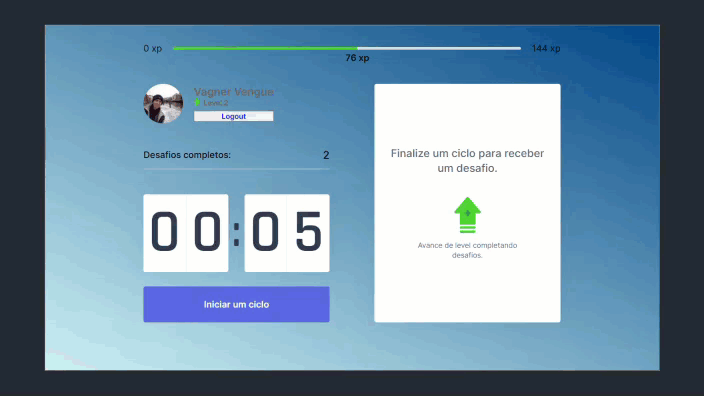 0 xp
144 xp
76 xp
Vagner Vengue
Level 2
Logout
Desafios completos: 2
00:05
Iniciar um ciclo
Finalize um ciclo para receber
um desafio.
Avance de level completando
desafios.